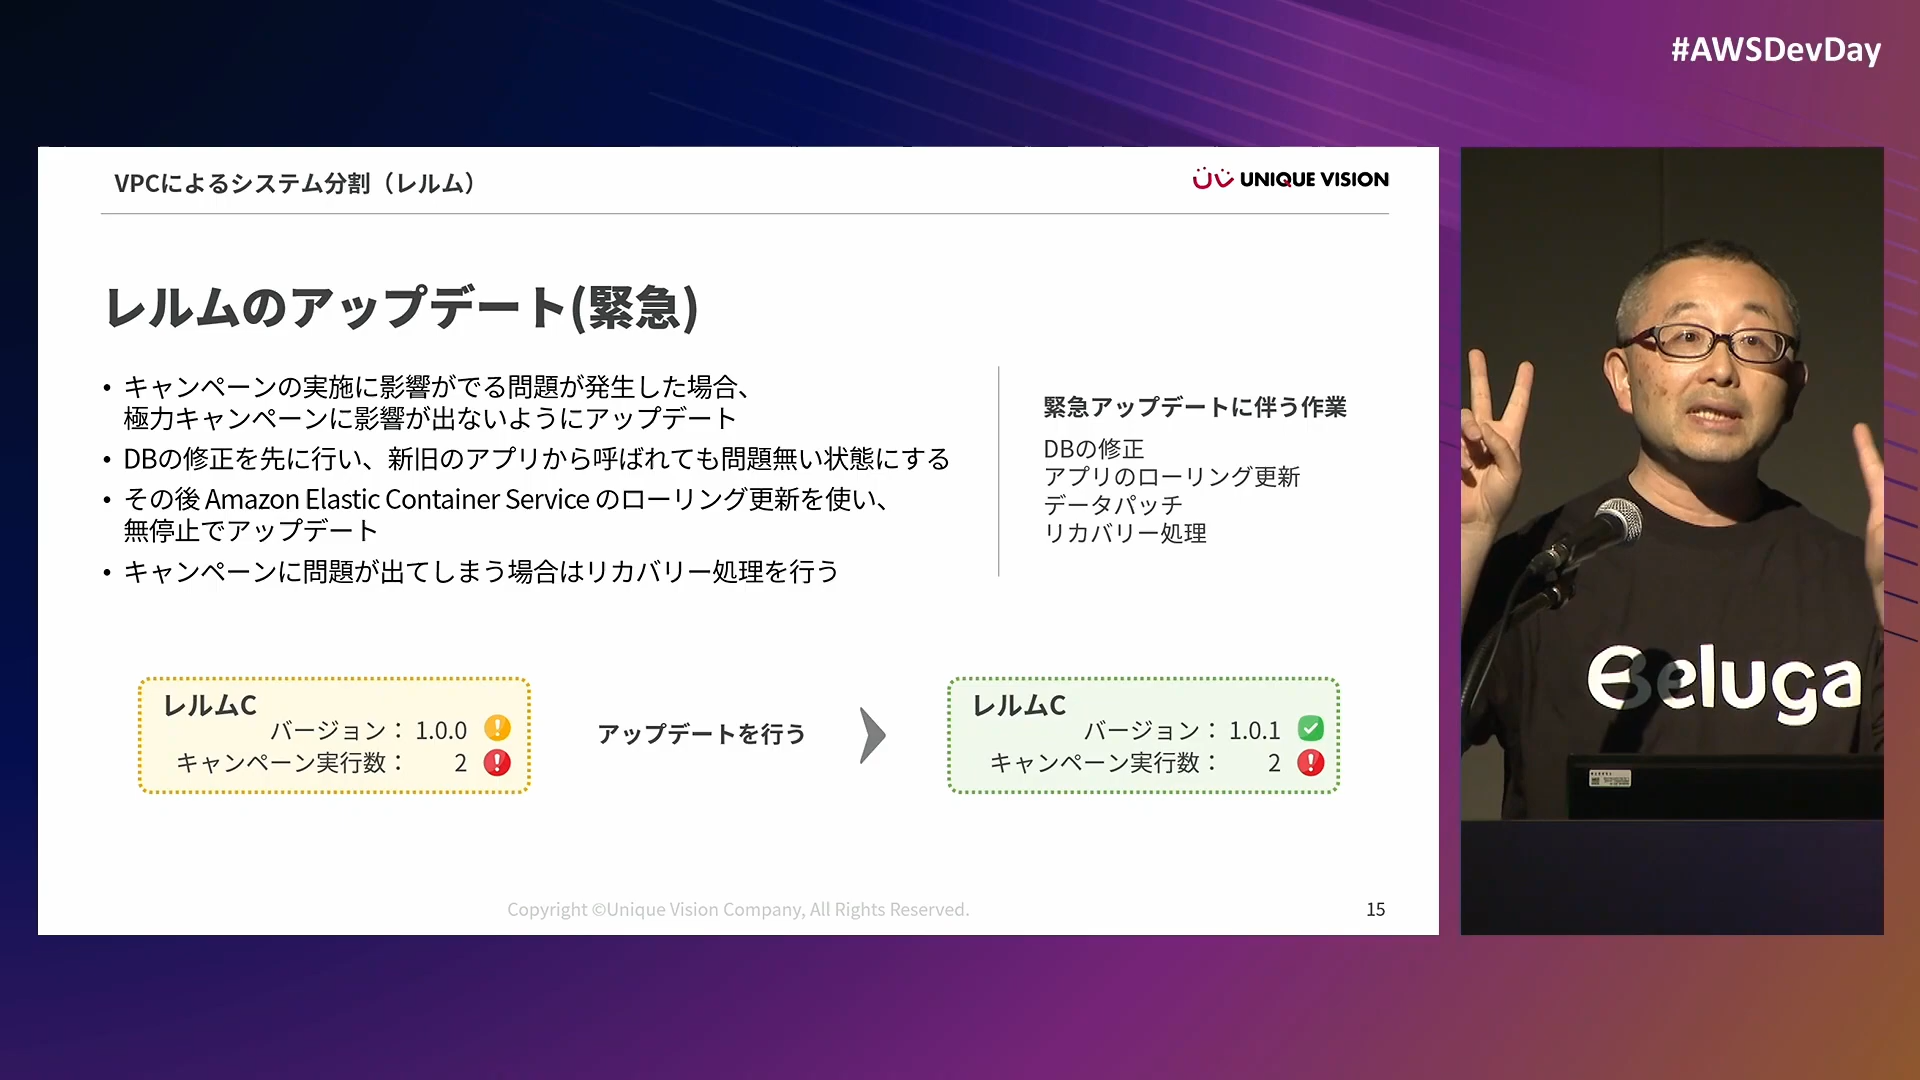 #AWSDevDay
VPCによるシステム分割（レルム）
UNIQUE VISION
レルムのアップデート(緊急)
• キャンペーンの実施に影響がでる問題が発生した場合、
極力キャンペーンに影響が出ないようにアップデート
• DBの修正を先に行い、新旧のアプリから呼ばれても問題無い状態にする
• その後 Amazon Elastic Container Service のローリング更新を使い、
無停止でアップデート
• キャンペーンに問題が出てしまう場合はリカバリー処理を行う
緊急アップデートに伴う作業
DBの修正
アプリのローリング更新
データパッチ
リカバリー処理
レルムC
バージョン： 1.0.0
キャンペーン実行数： 2
アップデートを行う
レルムC
バージョン： 1.0.1
キャンペーン実行数： 2
Copyright ©Unique Vision Company, All Rights Reserved.
15
Beluga